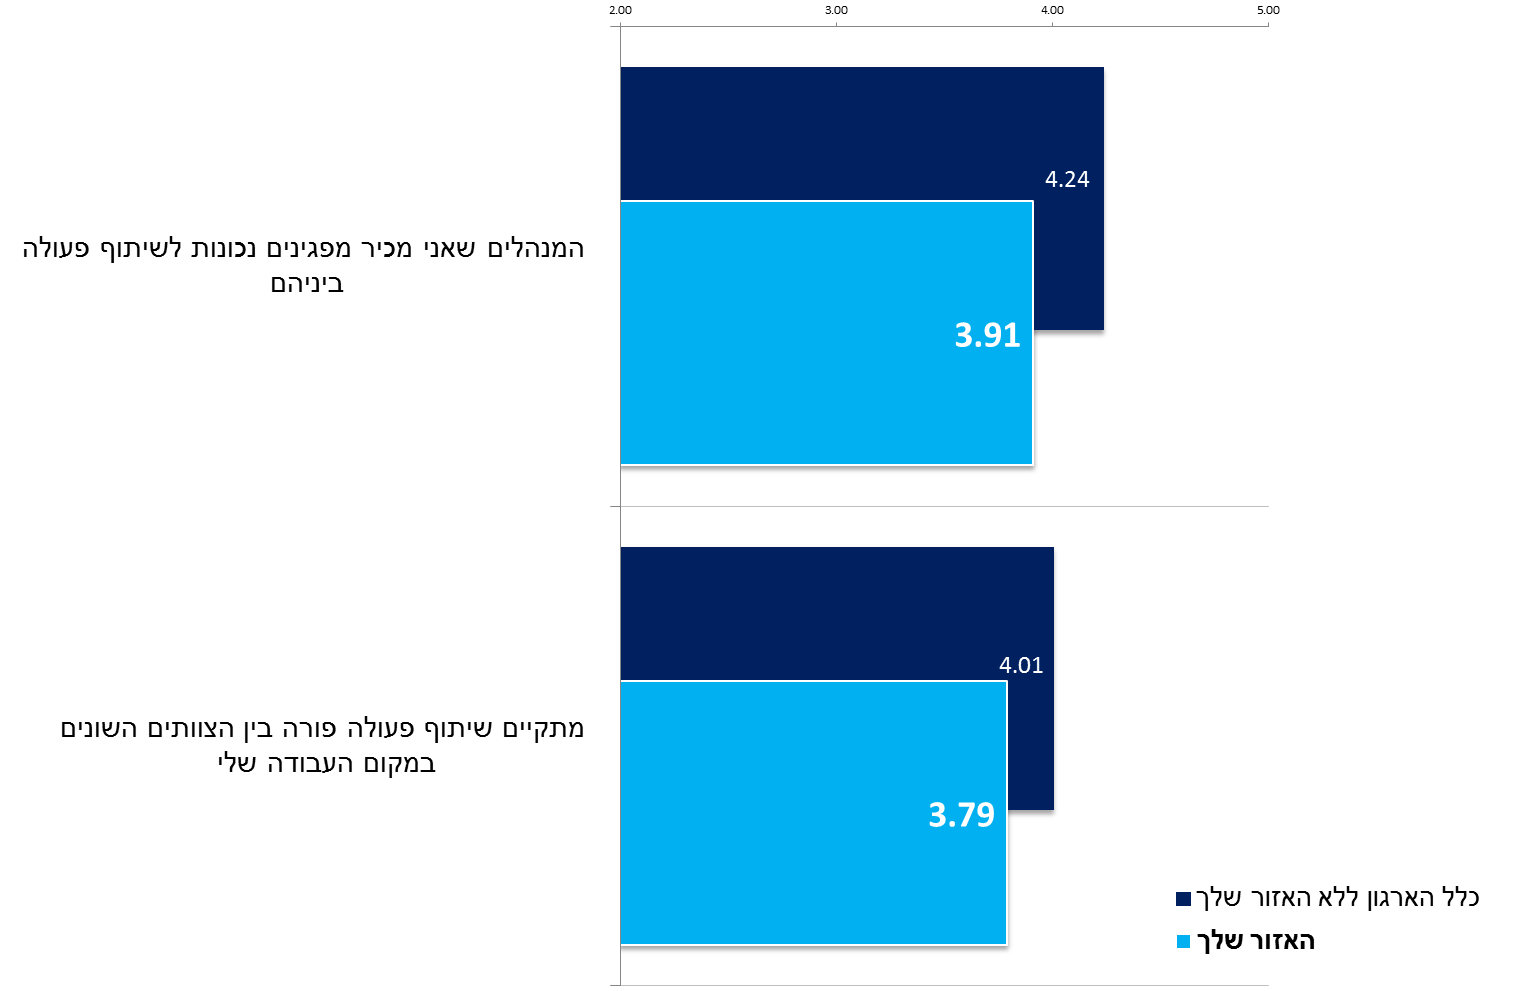 2.00 3.00 4.00 5.00
4.24
המנהלים שאני מכיר מפגינים נכונות לשיתוף פעולה
ביניהם
3.91
4.01
מתקיים שיתוף פעולה פורה בין הצוותים השונים
במקום העבודה שלי
3.79
כלל הארגון ללא האזור שלך
האזור שלך